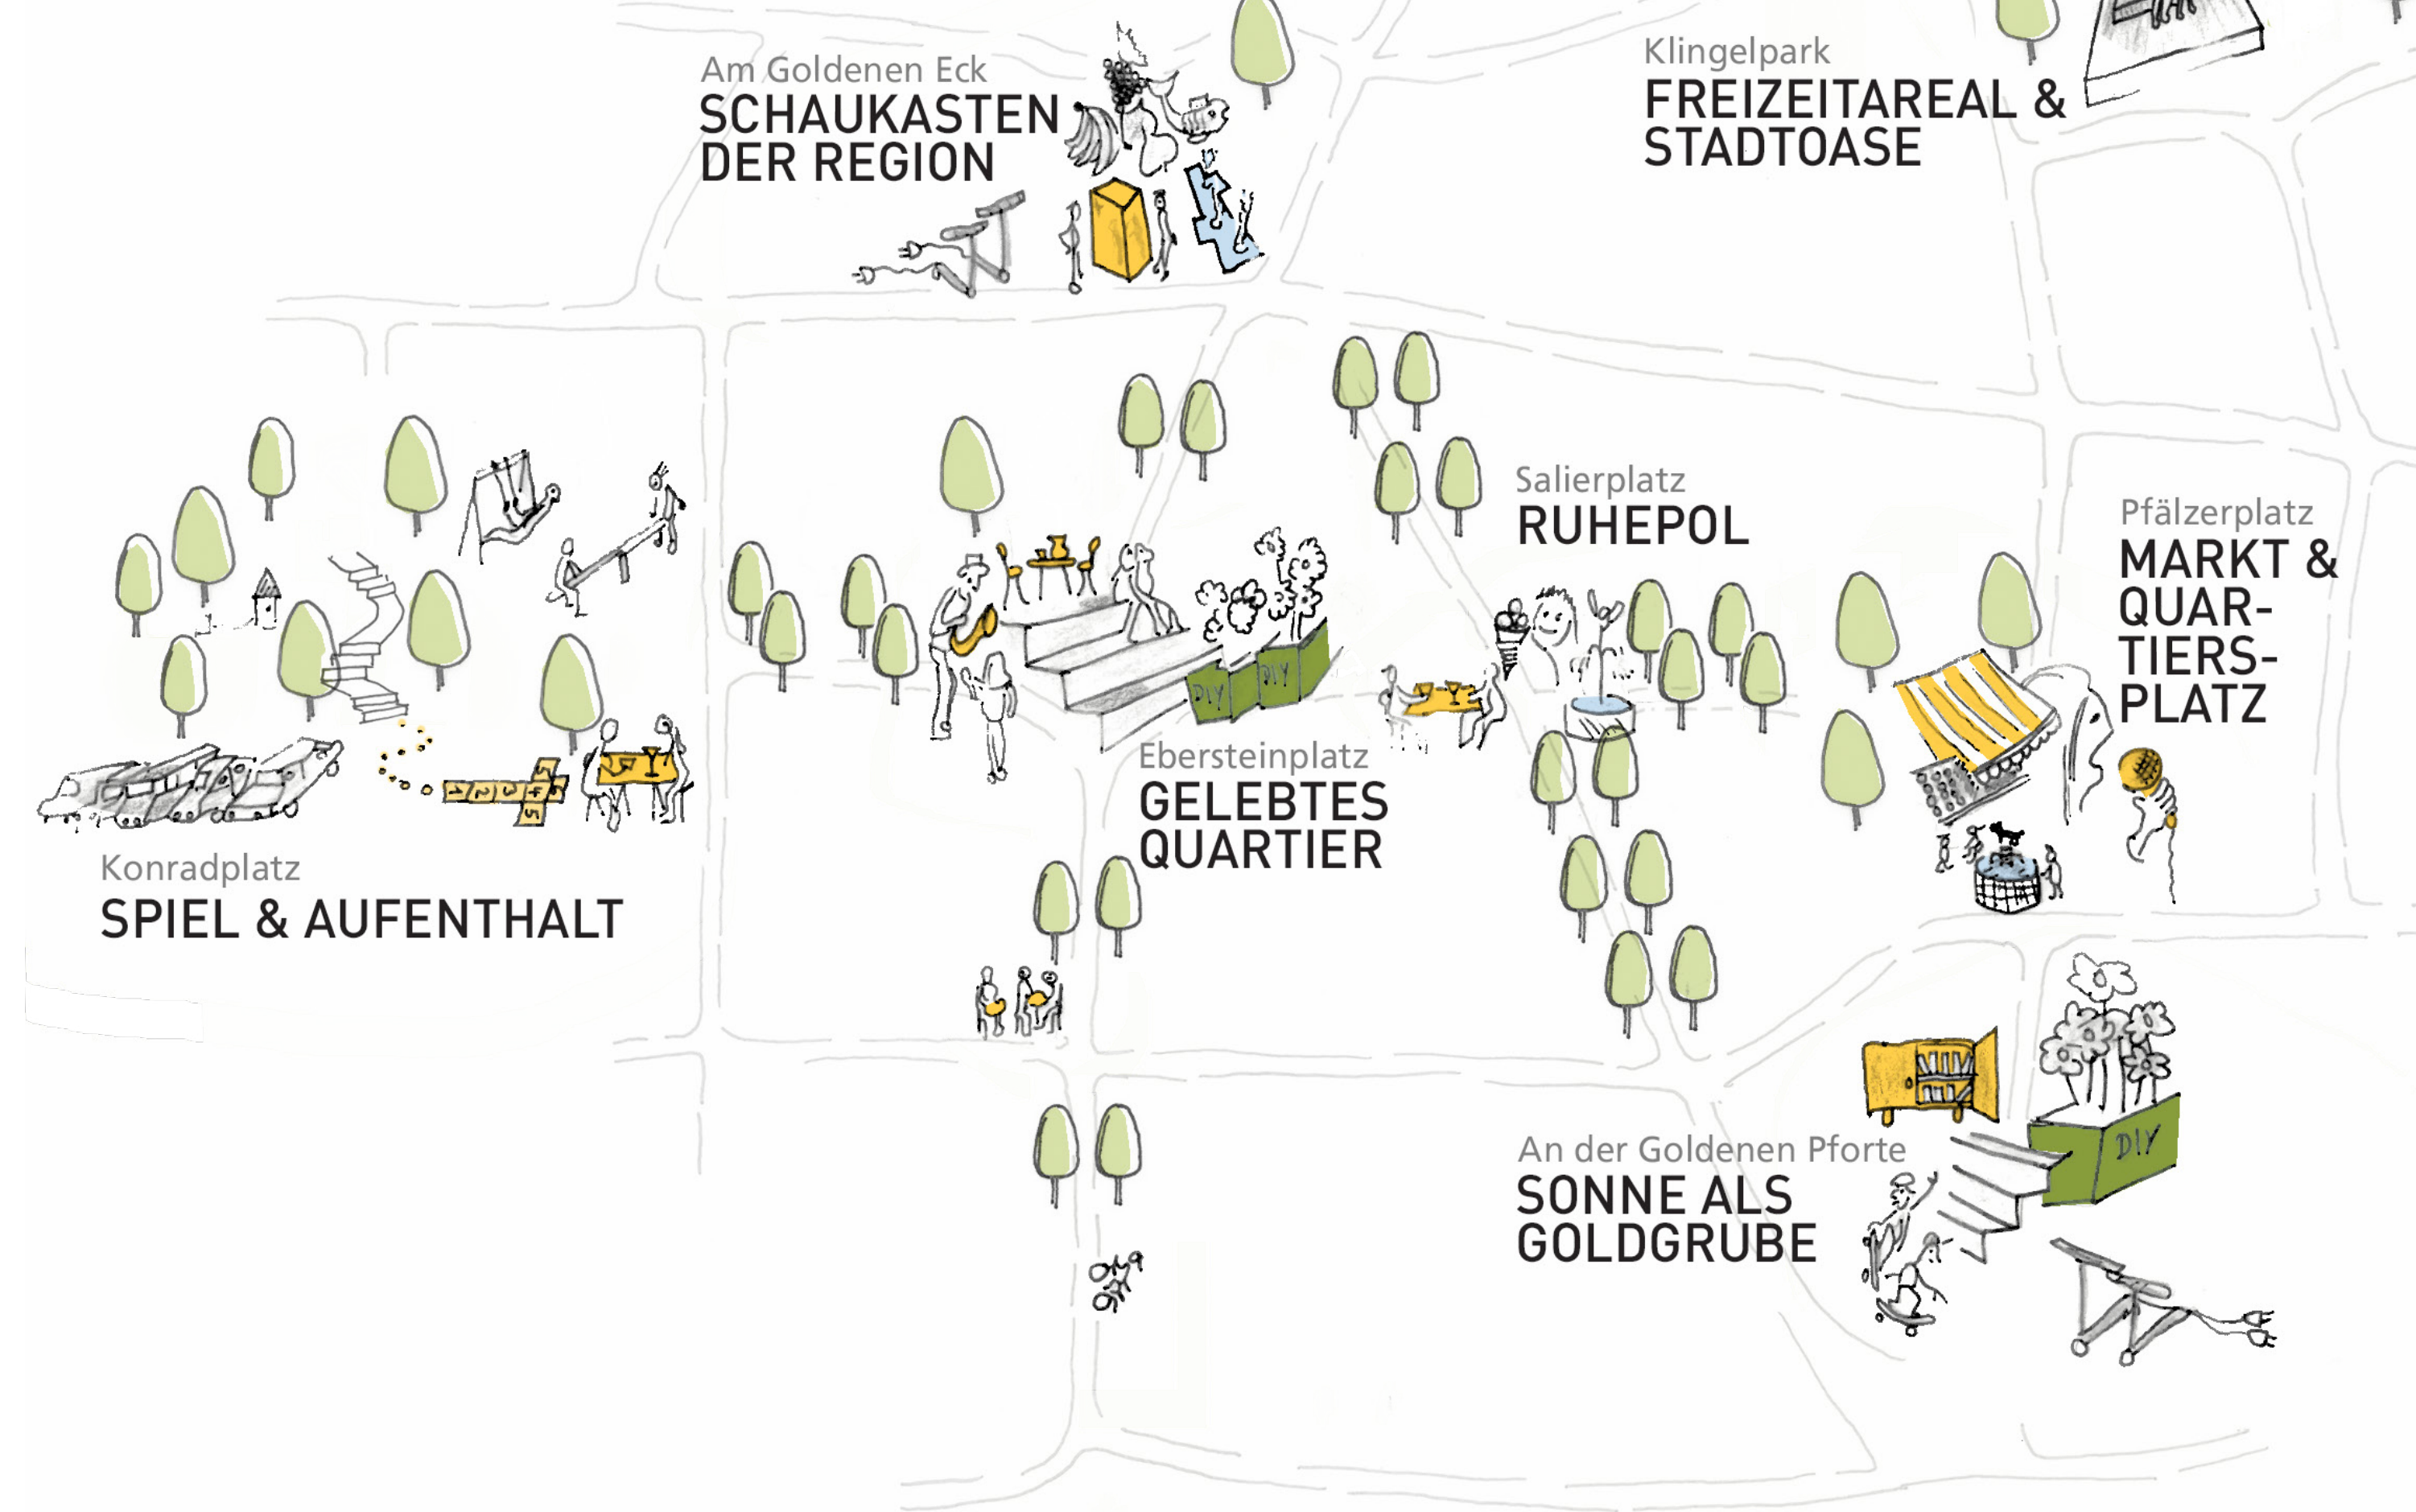 Am Goldenen Eck
SCHAUKASTEN
DER REGION
Klingelpark
FREIZEITAREAL &
STADTOASE
Salierplatz
RUHEPOL
Pfälzerplatz
MARKT &
QUAR-
TIERS-
PLATZ
DIY
DIY
Ebersteinplatz
GELEBTES
QUARTIER
Konradplatz
SPIEL & AUFENTHALT
An der Goldenen Pforte
SONNE ALS
GOLDGRUBE
DIY